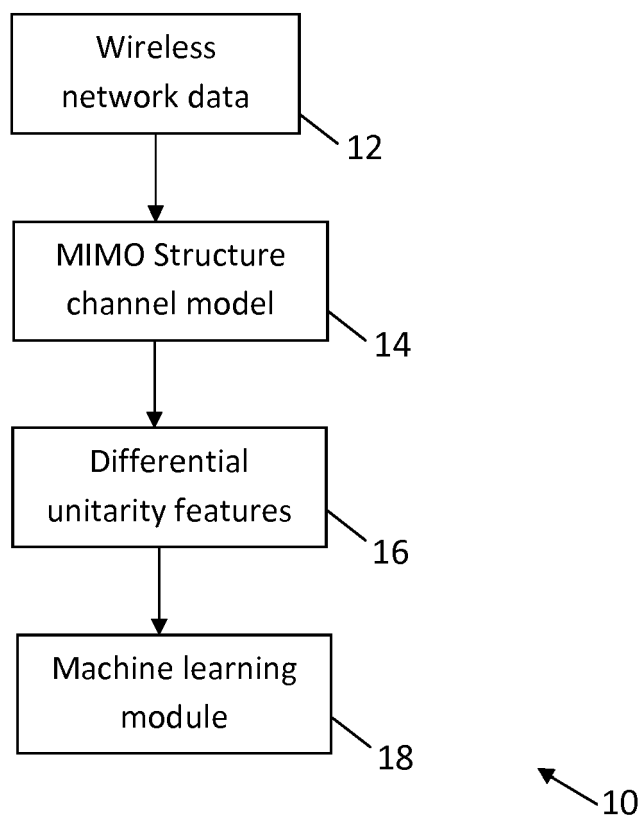 Wireless
network data
12
MIMO Structure
channel model
14
Differential
unitarity features
16
Machine learning
module
18
10